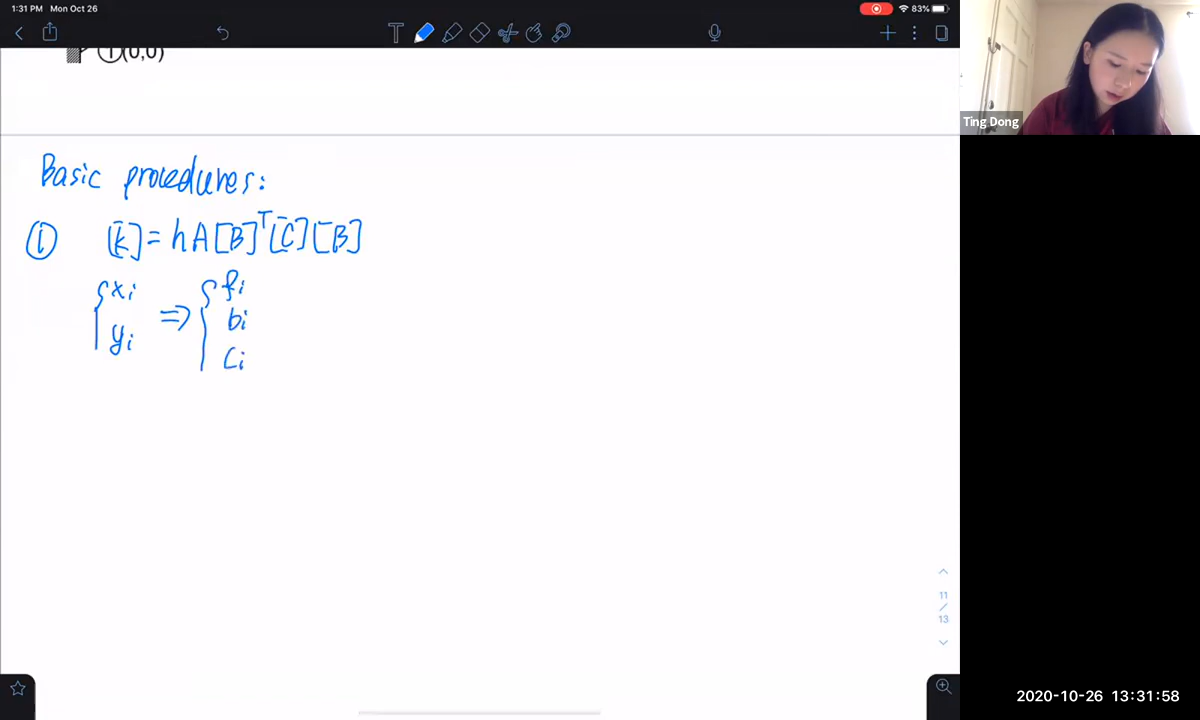 1:31 PM Mon Oct 26
83%
①(0,0)
Basic procedures:
① [k] = hA[B]ᵀ[C][B]
{ xi yi ⇒ { fi bi ci
11
/
13
Ting Dong
2020-10-26 13:31:58